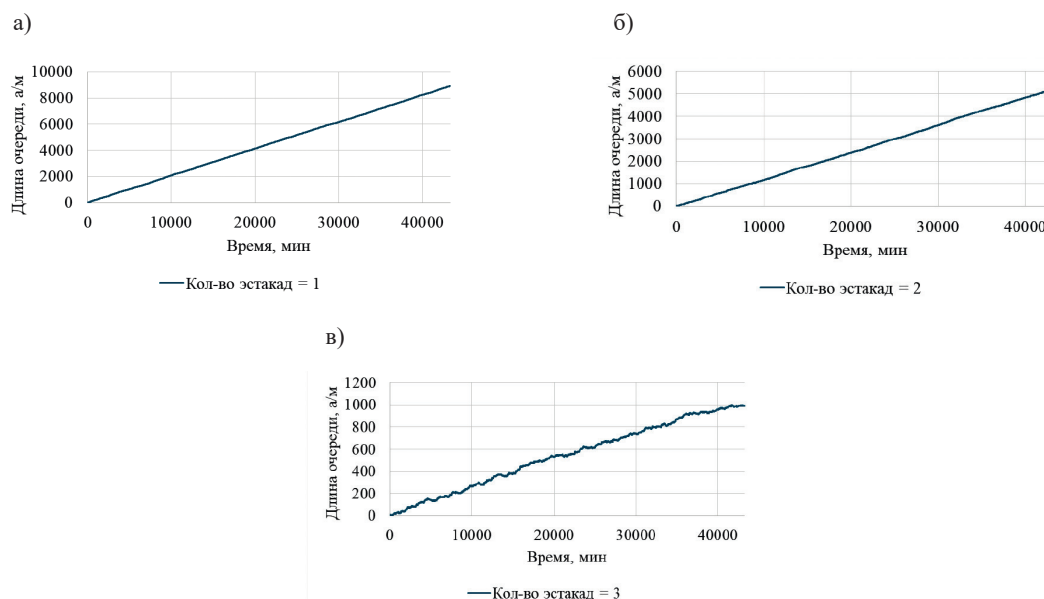 а)
Длина очереди, а/м
10000
8000
6000
4000
2000
0
0 10000 20000 30000 40000
Время, мин
Кол-во эстакад = 1
б)
Длина очереди, а/м
6000
5000
4000
3000
2000
1000
0
0 10000 20000 30000 40000
Время, мин
Кол-во эстакад = 2
в)
Длина очереди, а/м
1200
1000
800
600
400
200
0
0 10000 20000 30000 40000
Время, мин
Кол-во эстакад = 3